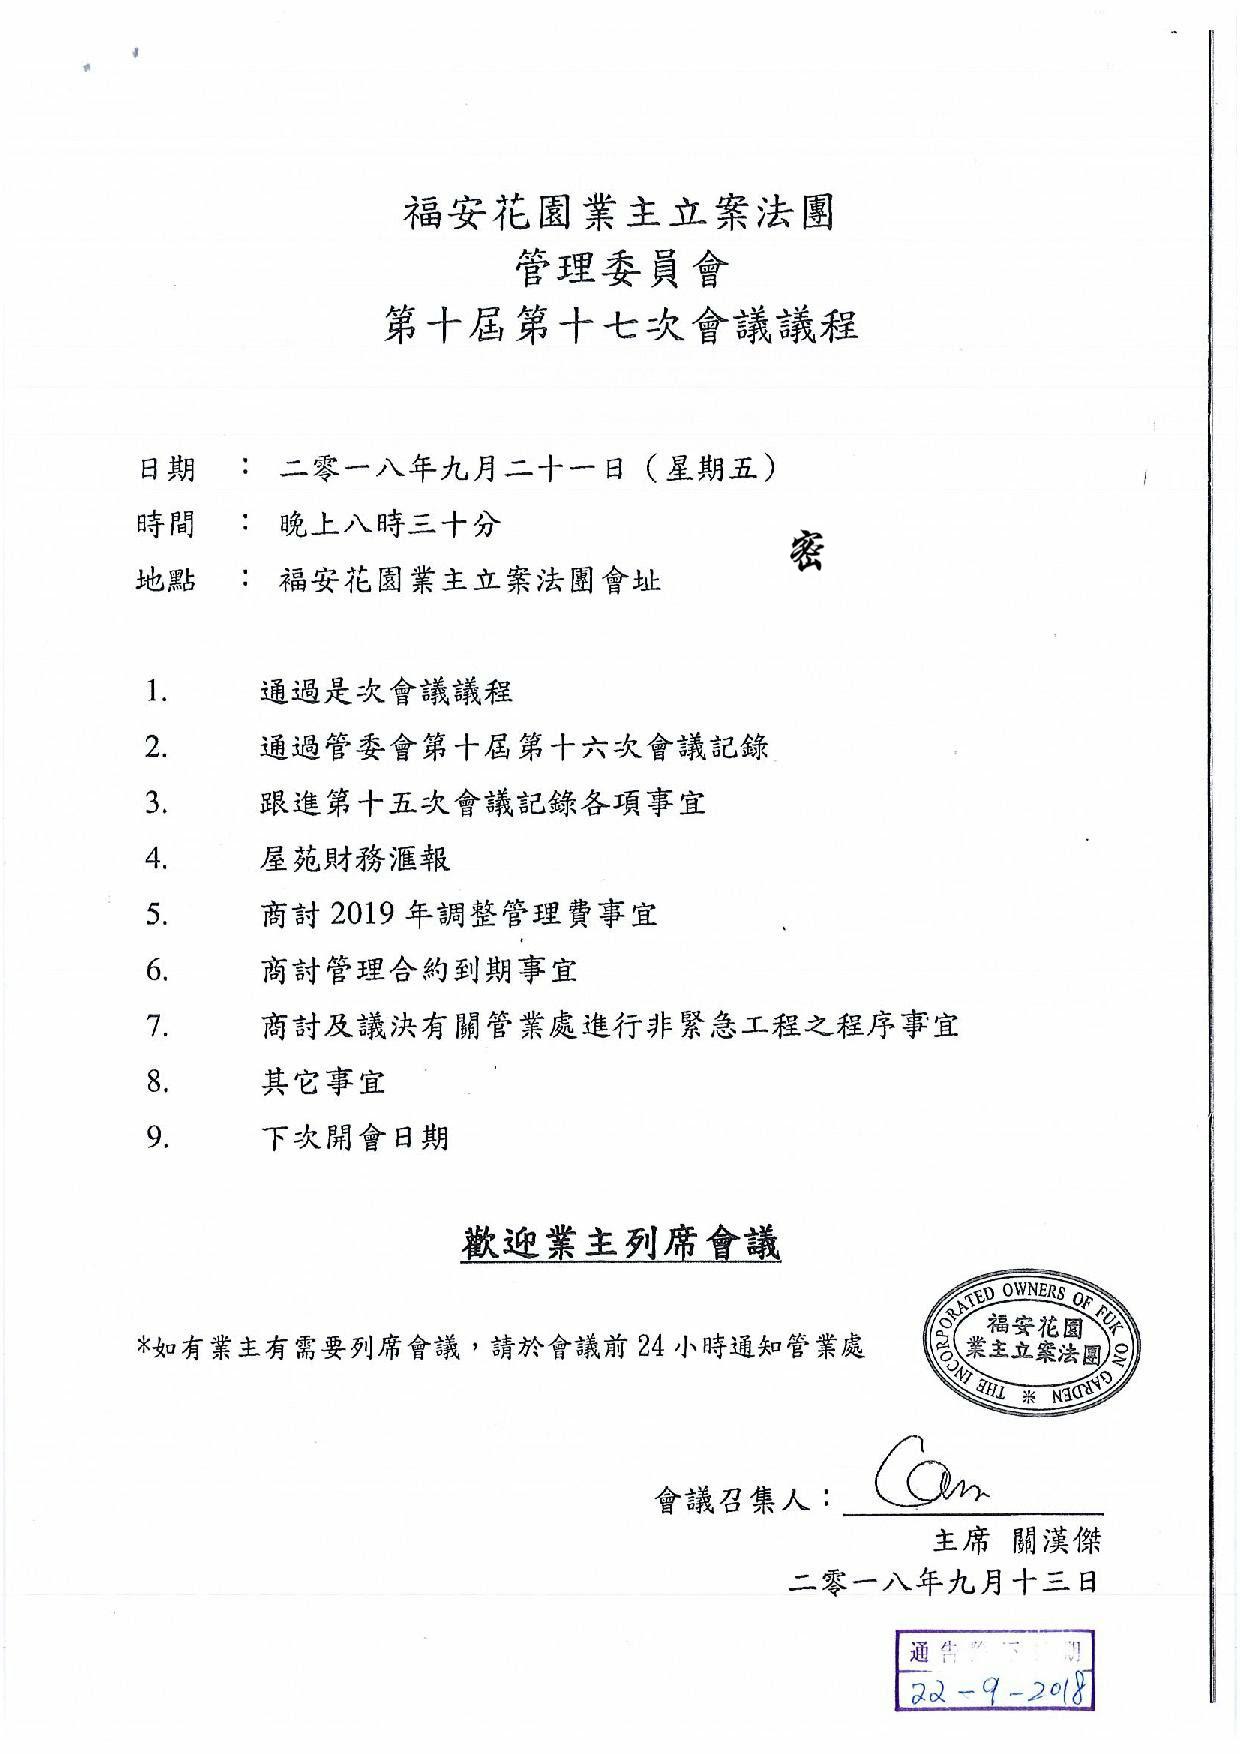 福安花園業主立案法團
管理委員會
第十屆第十七次會議議程
日期 : 二零一八年九月二十一日（星期五）
時間 : 晚上八時三十分
密
地點 : 福安花園業主立案法團會址
1. 通過是次會議議程
2. 通過管委會第十屆第十六次會議記錄
3. 跟進第十五次會議記錄各項事宜
4. 屋苑財務滙報
5. 商討 2019 年調整管理費事宜
6. 商討管理合約到期事宜
7. 商討及議決有關管業處進行非緊急工程之程序事宜
8. 其它事宜
9. 下次開會日期
歡迎業主列席會議
*如有業主有需要列席會議，請於會議前 24 小時通知管業處
THE INCORPORATED OWNERS OF FUK ON GARDEN
福安花園
業主立案法團
會議召集人：
主席 關漢傑
二零一八年九月十三日
通告 期
22-9-2018